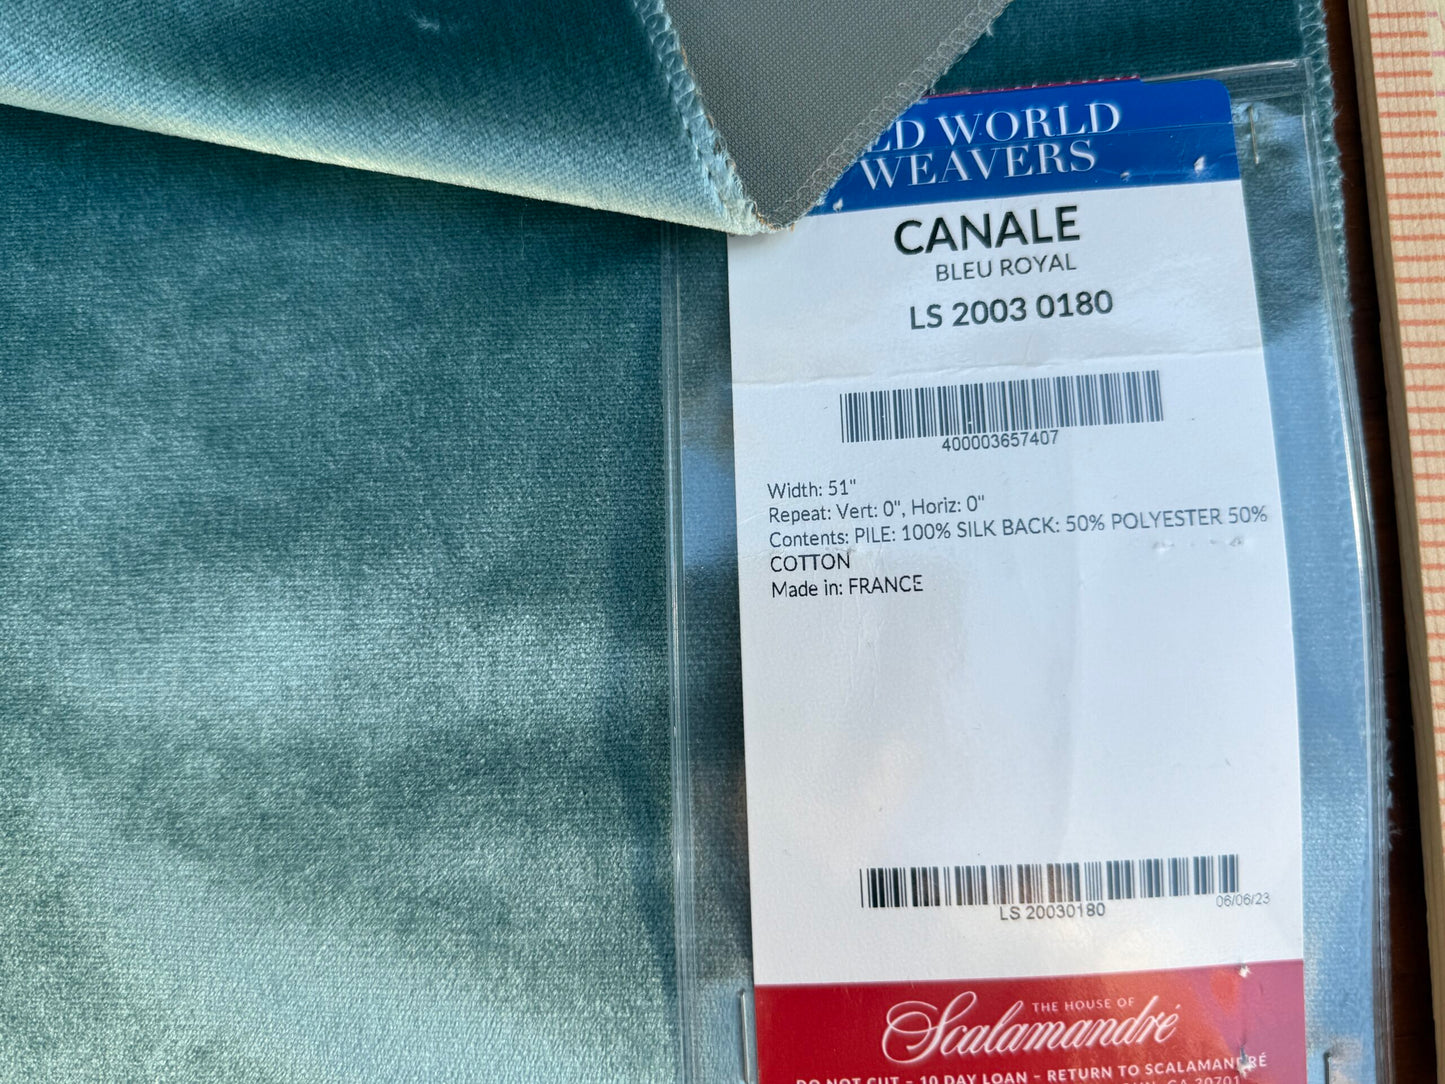 WORLD
WEAVERS
CANALE
BLEU ROYAL
LS 2003 0180
400003657407
Width: 51"
Repeat: Vert: 0", Horiz: 0"
Contents: PILE: 100% SILK BACK: 50% POLYESTER 50%
COTTON
Made in: FRANCE
LS 20030180
06/06/23
THE HOUSE OF
Scalamandré
DO NOT CUT – 10 DAY LOAN – RETURN TO SCALAMANDRÉ